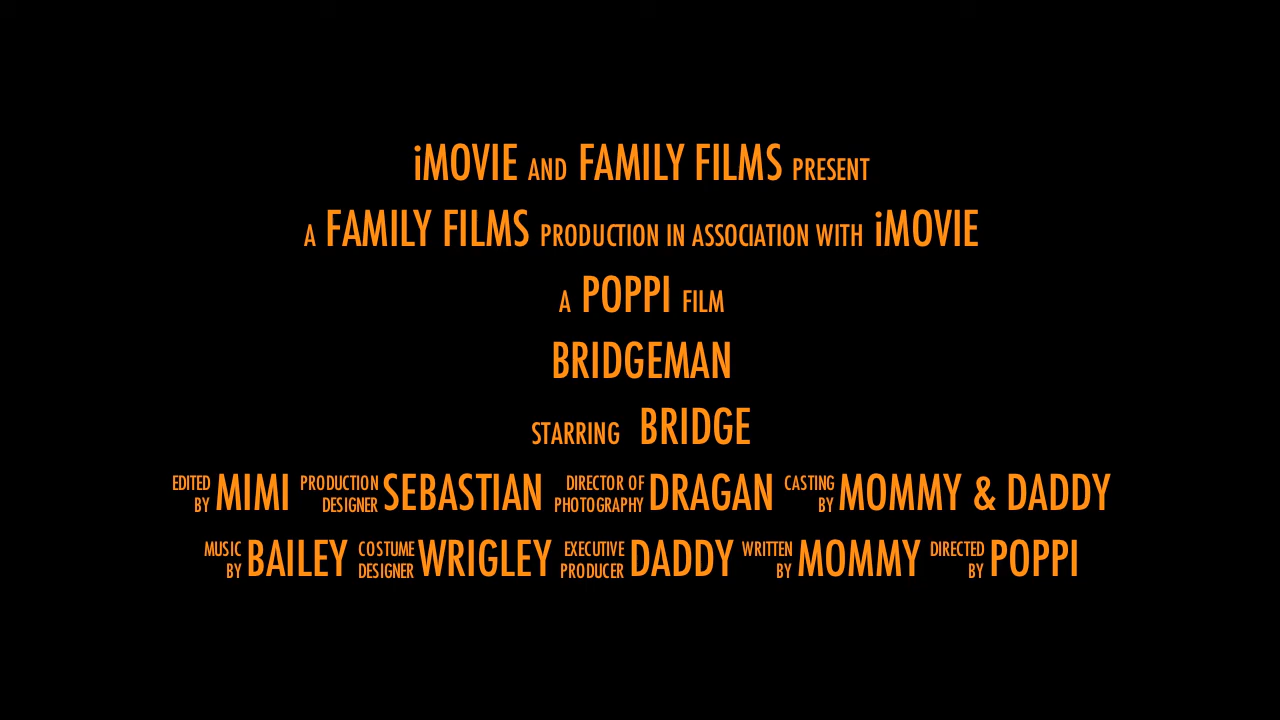 iMOVIE AND FAMILY FILMS PRESENT
A FAMILY FILMS PRODUCTION IN ASSOCIATION WITH iMOVIE
A POPPI FILM
BRIDGEMAN
STARRING BRIDGE
EDITED BY MIMI PRODUCTION DESIGNER SEBASTIAN DIRECTOR OF PHOTOGRAPHY DRAGAN CASTING BY MOMMY & DADDY
MUSIC BY BAILEY COSTUME DESIGNER WRIGLEY EXECUTIVE PRODUCER DADDY WRITTEN BY MOMMY DIRECTED BY POPPI